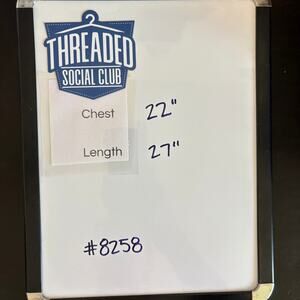 THREADED
SOCIAL CLUB
Chest 22"
Length 27"
#8258